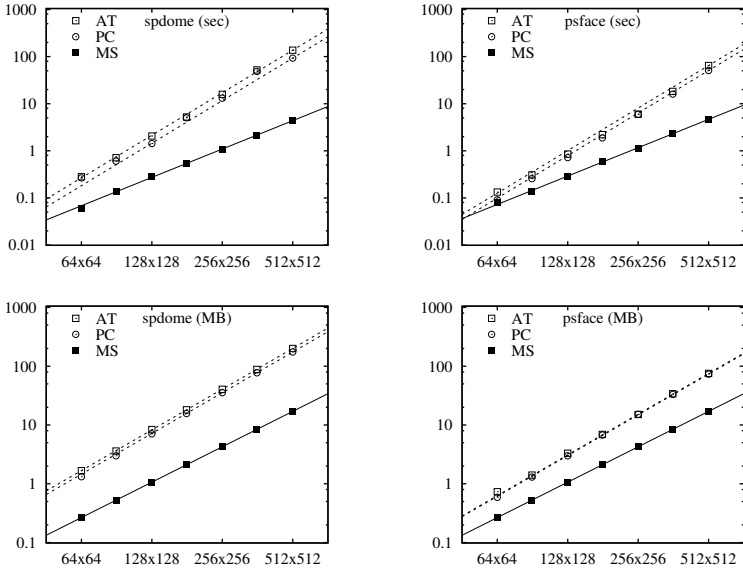 1000
100
10
1
0.1
0.01
AT
PC
MS
spdome (sec)
64x64 128x128 256x256 512x512
1000
100
10
1
0.1
0.01
AT
PC
MS
psface (sec)
64x64 128x128 256x256 512x512
1000
100
10
1
0.1
AT
PC
MS
spdome (MB)
64x64 128x128 256x256 512x512
1000
100
10
1
0.1
AT
PC
MS
psface (MB)
64x64 128x128 256x256 512x512